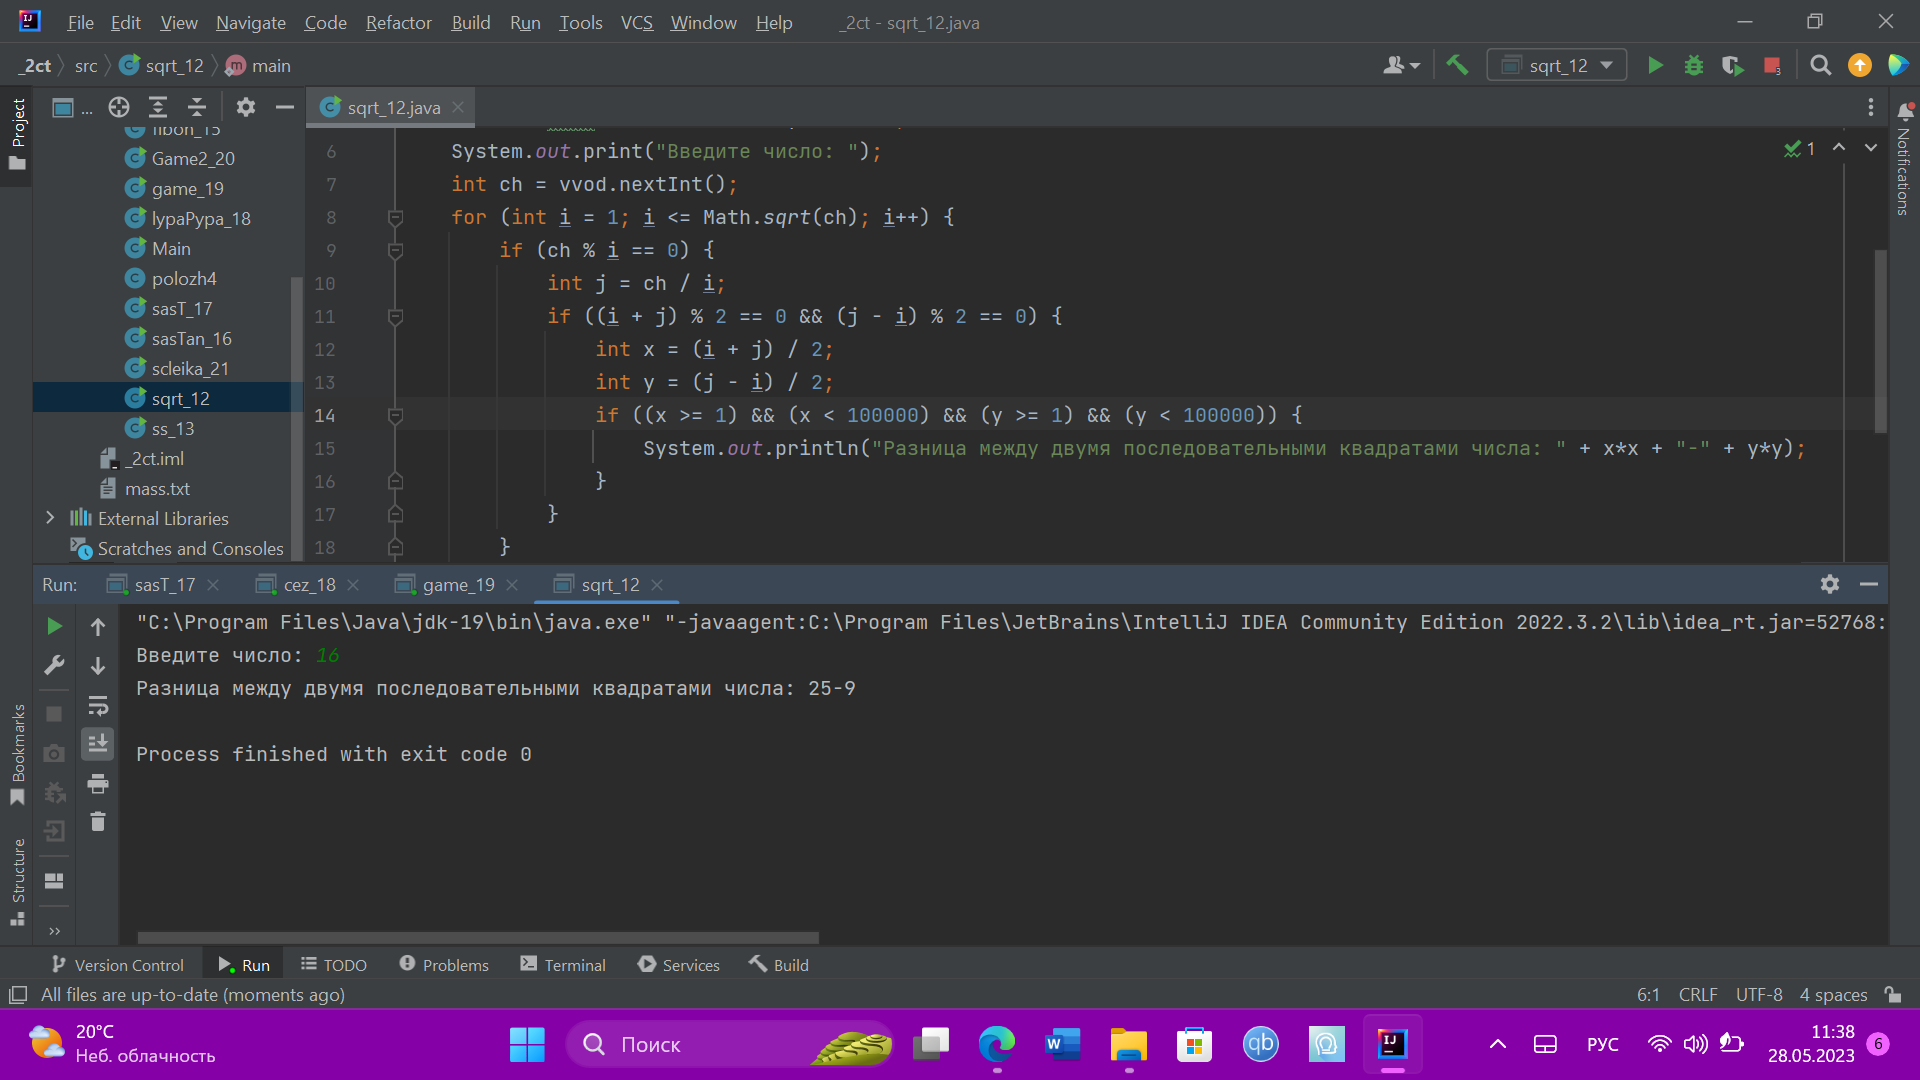 File Edit View Navigate Code Refactor Build Run Tools VCS Window Help _2ct - sqrt_12.java
_2ct src sqrt_12 main sqrt_12
Project ... sqrt_12.java
fibon_15
Game2_20
game_19
lypaPypa_18
Main
polozh4
sasT_17
sasTan_16
scleika_21
sqrt_12
ss_13
_2ct.iml
mass.txt
External Libraries
Scratches and Consoles
6 System.out.print("Введите число: ");
7 int ch = vvod.nextInt();
8 for (int i = 1; i <= Math.sqrt(ch); i++) {
9 if (ch % i == 0) {
10 int j = ch / i;
11 if ((i + j) % 2 == 0 && (j - i) % 2 == 0) {
12 int x = (i + j) / 2;
13 int y = (j - i) / 2;
14 if ((x >= 1) && (x < 100000) && (y >= 1) && (y < 100000)) {
15 System.out.println("Разница между двумя последовательными квадратами числа: " + x*x + "-" + y*y);
16 }
17 }
18 }
1
Notifications
Run: sasT_17 cez_18 game_19 sqrt_12
"C:\Program Files\Java\jdk-19\bin\java.exe" "-javaagent:C:\Program Files\JetBrains\IntelliJ IDEA Community Edition 2022.3.2\lib\idea_rt.jar=52768:
Введите число: 16
Разница между двумя последовательными квадратами числа: 25-9
Process finished with exit code 0
Bookmarks
Structure
Version Control Run TODO Problems Terminal Services Build
All files are up-to-date (moments ago) 6:1 CRLF UTF-8 4 spaces
20°C
Неб. облачность
Поиск
РУС
11:38
28.05.2023
6